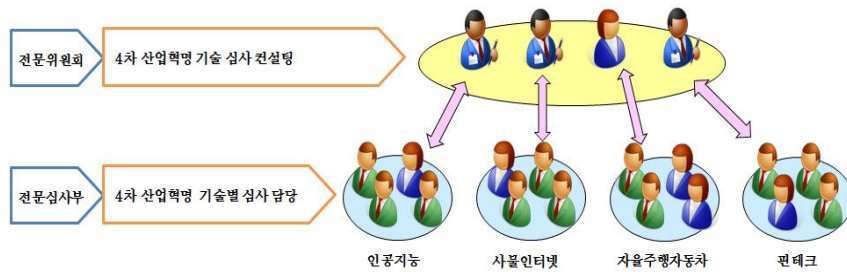 전문위원회
4차 산업혁명 기술 심사 컨설팅
전문심사부
4차 산업혁명 기술별 심사 담당
인공지능
사물인터넷
자율주행자동차
핀테크